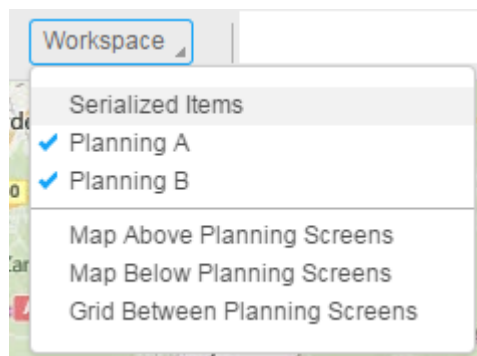 Workspace
Serialized Items
Planning A
Planning B
Map Above Planning Screens
Map Below Planning Screens
Grid Between Planning Screens